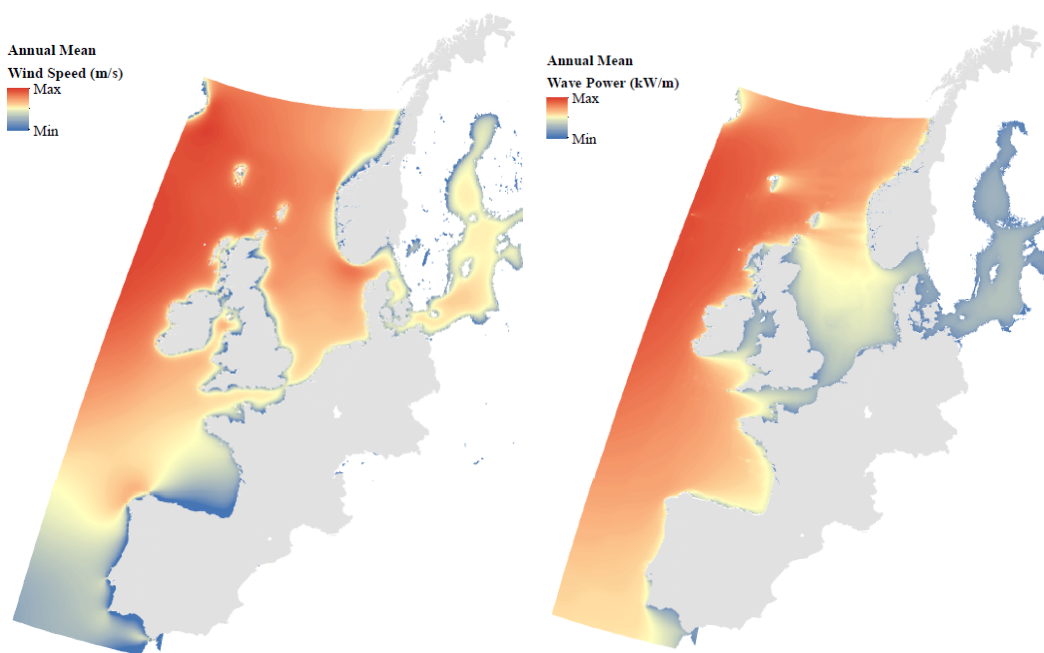 Annual Mean
Wind Speed (m/s)
Max
Min
Annual Mean
Wave Power (kW/m)
Max
Min